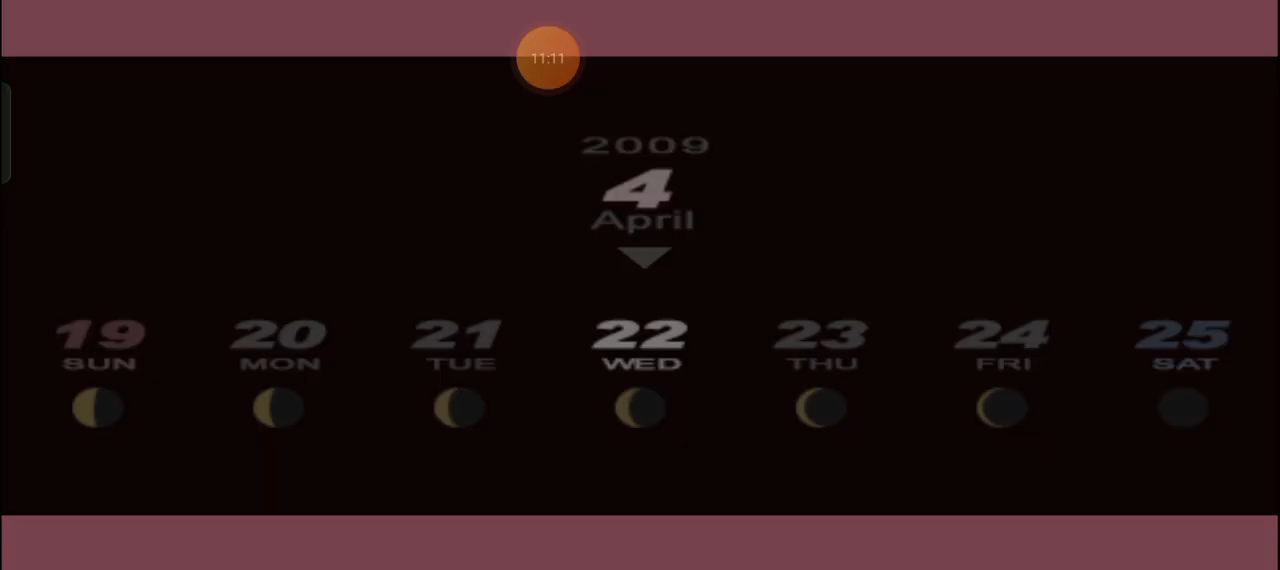 11:11
2009
4
April
19 20 21 22 23 24 25
SUN MON TUE WED THU FRI SAT